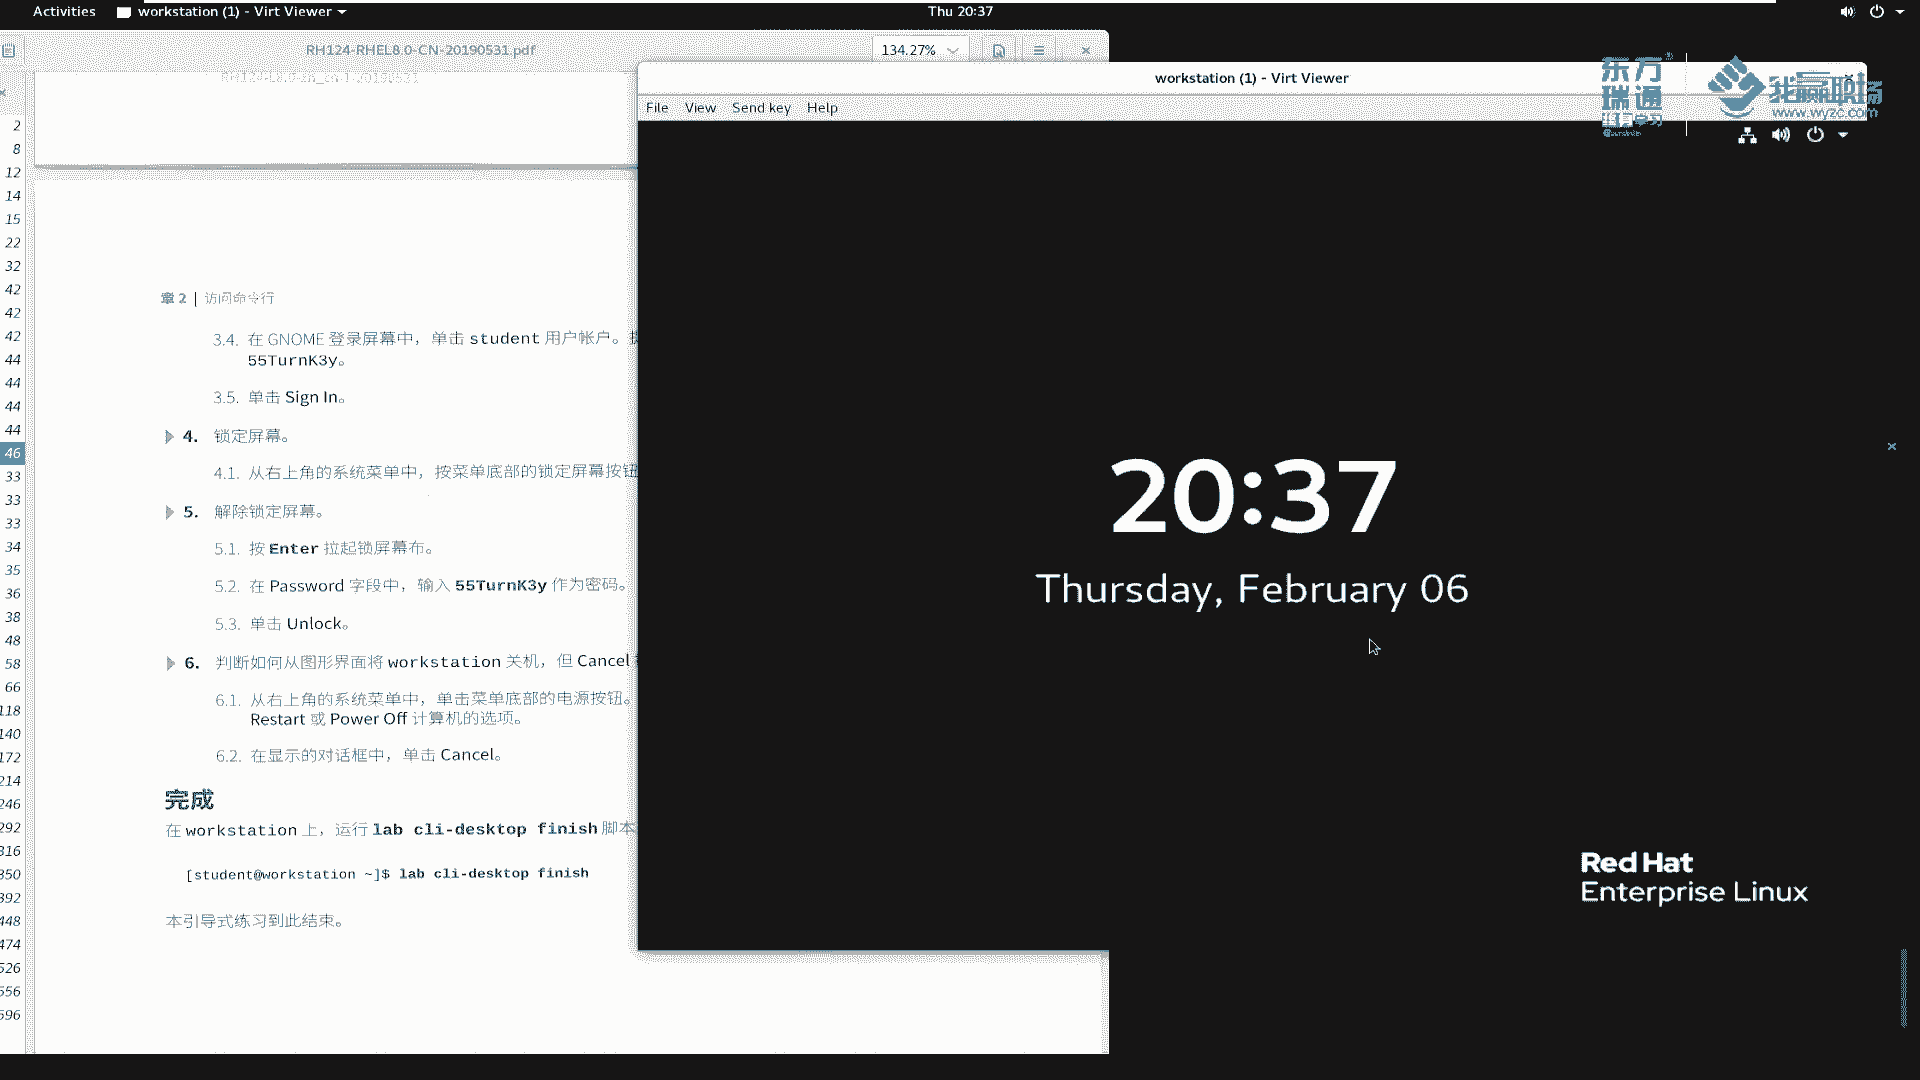 Activities
workstation (1) - Virt Viewer
Thu 20:37
RH124-RHEL8.0-CN-20190531.pdf
134.27%
workstation (1) - Virt Viewer
File View Send key Help
东方
瑞通
我赢职场
www.wyzc.com
2
8
12
14
15
22
32
42
42
42
44
44
44
44
46
33
33
33
34
35
36
38
48
58
66
118
140
172
214
246
292
316
350
392
448
474
526
556
596
章 2 | 访问命令行
3.4. 在 GNOME 登录屏幕中，单击 student 用户帐户。
55TurnK3y。
3.5. 单击 Sign In。
4. 锁定屏幕。
4.1. 从右上角的系统菜单中，按菜单底部的锁定屏幕按钮
5. 解除锁定屏幕。
5.1. 按 Enter 拉起锁屏幕布。
5.2. 在 Password 字段中，输入 55TurnK3y 作为密码。
5.3. 单击 Unlock。
6. 判断如何从图形界面将 workstation 关机，但 Cancel
6.1. 从右上角的系统菜单中，单击菜单底部的电源按钮。
Restart 或 Power Off 计算机的选项。
6.2. 在显示的对话框中，单击 Cancel。
完成
在 workstation 上，运行 lab cli-desktop finish 脚本
[student@workstation ~]$ lab cli-desktop finish
本引导式练习到此结束。
20:37
Thursday, February 06
Red Hat
Enterprise Linux